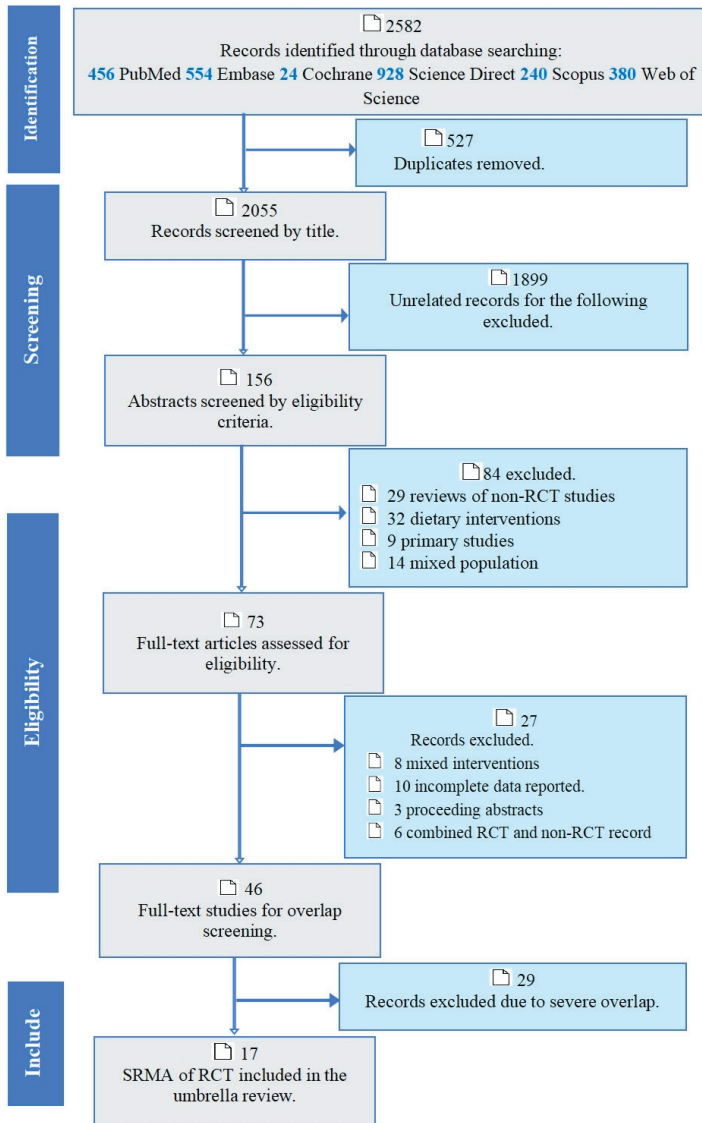 Identification
2582
Records identified through database searching:
456 PubMed 554 Embase 24 Cochrane 928 Science Direct 240 Scopus 380 Web of
Science
527
Duplicates removed.
Screening
2055
Records screened by title.
1899
Unrelated records for the following
excluded.
156
Abstracts screened by eligibility
criteria.
84 excluded.
29 reviews of non-RCT studies
32 dietary interventions
9 primary studies
14 mixed population
Eligibility
73
Full-text articles assessed for
eligibility.
27
Records excluded.
8 mixed interventions
10 incomplete data reported.
3 proceeding abstracts
6 combined RCT and non-RCT record
46
Full-text studies for overlap
screening.
Include
29
Records excluded due to severe overlap.
17
SRMA of RCT included in the
umbrella review.